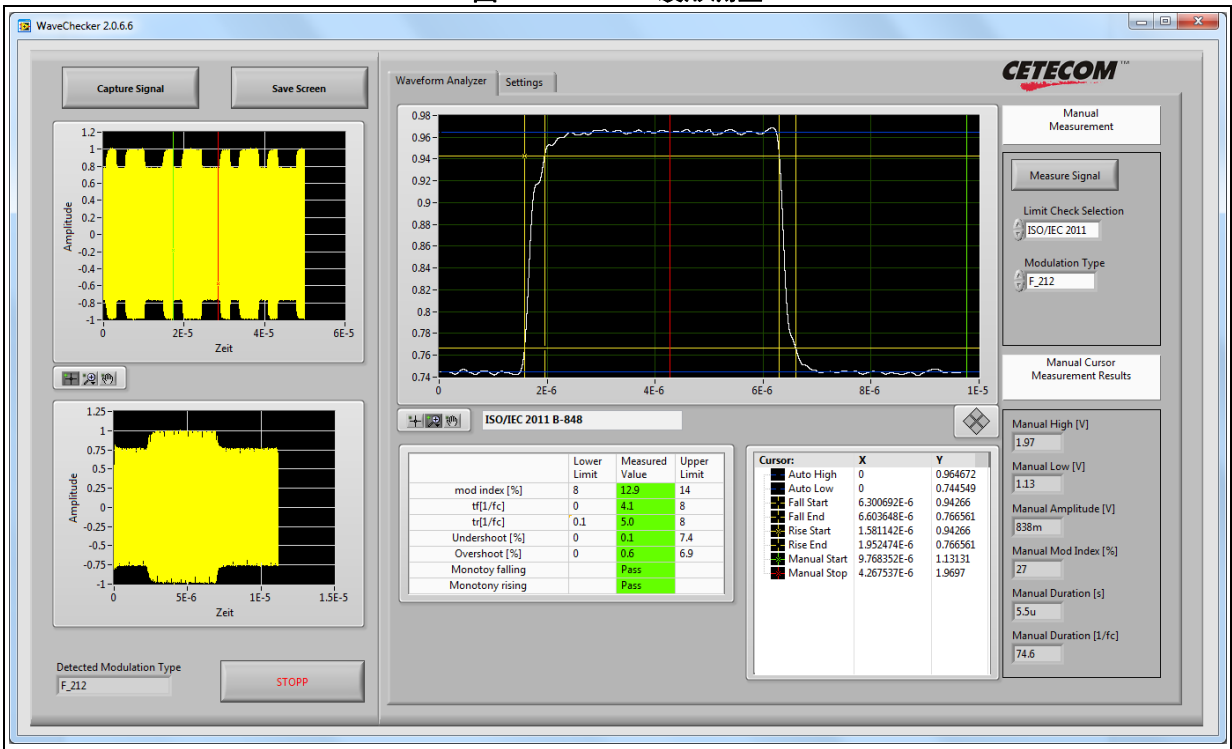 WaveChecker 2.0.6.6
Capture Signal
Save Screen
1.2
1
0.8
0.6
0.4
0.2
0
-0.2
-0.4
-0.6
-0.8
-1
Amplitude
0
2E-5
4E-5
6E-5
Zeit
1.25
1
0.75
0.5
0.25
0
-0.25
-0.5
-0.75
-1
Amplitude
0
5E-6
1E-5
1.5E-5
Zeit
Detected Modulation Type
F_212
STOPP
Waveform Analyzer
Settings
CETECOM™
0.98
0.96
0.94
0.92
0.9
0.88
0.86
0.84
0.82
0.8
0.78
0.76
0.74
0
2E-6
4E-6
6E-6
8E-6
1E-5
ISO/IEC 2011 B-848
Lower Limit Measured Value Upper Limit
mod index [%] 8 12.9 14
tf[1/fc] 0 4.1 8
tr[1/fc] 0.1 5.0 8
Undershoot [%] 0 0.1 7.4
Overshoot [%] 0 0.6 6.9
Monotoy falling Pass
Monotony rising Pass
Cursor: X Y
Auto High 0 0.964672
Auto Low 0 0.744549
Fall Start 6.300692E-6 0.94266
Fall End 6.603648E-6 0.766561
Rise Start 1.581142E-6 0.94266
Rise End 1.952474E-6 0.766561
Manual Start 9.768352E-6 1.13131
Manual Stop 4.267537E-6 1.9697
Manual
Measurement
Measure Signal
Limit Check Selection
ISO/IEC 2011
Modulation Type
F_212
Manual Cursor
Measurement Results
Manual High [V]
1.97
Manual Low [V]
1.13
Manual Amplitude [V]
838m
Manual Mod Index [%]
27
Manual Duration [s]
5.5u
Manual Duration [1/fc]
74.6